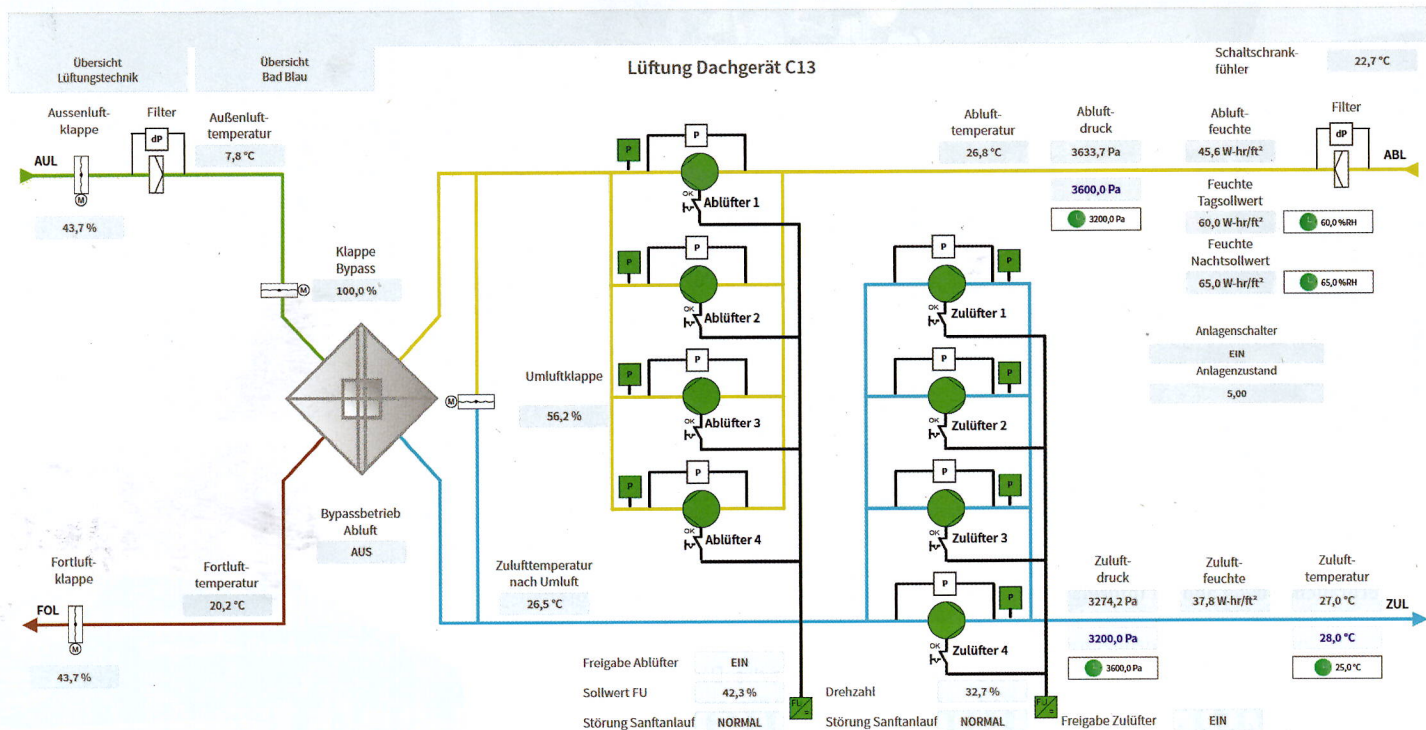 Übersicht
Lüftungstechnik
Übersicht
Bad Blau
Lüftung Dachgerät C13
Schaltschrank-
fühler
22,7 °C
Aussenluft-
klappe
Filter
dP
Außenluft-
temperatur
7,8 °C
AUL
M
43,7 %
Klappe
Bypass
100,0 %
M
P
P
OK
Ablüfter 1
P
P
OK
Ablüfter 2
P
P
OK
Ablüfter 3
P
P
OK
Ablüfter 4
Abluft-
temperatur
26,8 °C
Abluft-
druck
3633,7 Pa
3600,0 Pa
3200,0 Pa
Abluft-
feuchte
45,6 W-hr/ft²
Filter
dP
ABL
Feuchte
Tagsollwert
60,0 W-hr/ft²
60,0 %RH
Feuchte
Nachtsollwert
65,0 W-hr/ft²
65,0 %RH
Anlagenschalter
EIN
Anlagenzustand
5,00
Umluftklappe
M
56,2 %
P
P
OK
Zulüfter 1
P
P
OK
Zulüfter 2
P
P
OK
Zulüfter 3
P
P
OK
Zulüfter 4
Bypassbetrieb
Abluft
AUS
Fortluft-
klappe
FOL
M
43,7 %
Fortluft-
temperatur
20,2 °C
Zulufttemperatur
nach Umluft
26,5 °C
Zuluft-
druck
3274,2 Pa
3200,0 Pa
3600,0 Pa
Zuluft-
feuchte
37,8 W-hr/ft²
Zuluft-
temperatur
27,0 °C
28,0 °C
25,0 °C
ZUL
Freigabe Ablüfter EIN
Sollwert FU 42,3 %
Störung Sanftanlauf NORMAL
FU
Drehzahl 32,7 %
Störung Sanftanlauf NORMAL
FU
Freigabe Zulüfter EIN